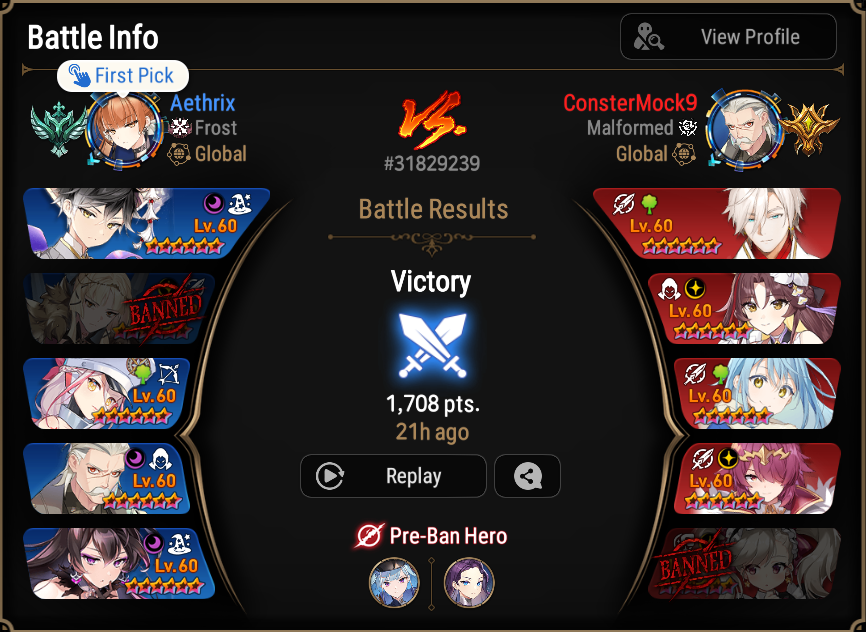 Battle Info
View Profile
First Pick
Aethrix
Frost
Global
VS.
#31829239
ConsterMock9
Malformed
Global
Battle Results
Victory
1,708 pts.
21h ago
Replay
Pre-Ban Hero
Lv.60
BANNED
Lv.60
Lv.60
Lv.60
Lv.60
Lv.60
Lv.60
Lv.60
BANNED